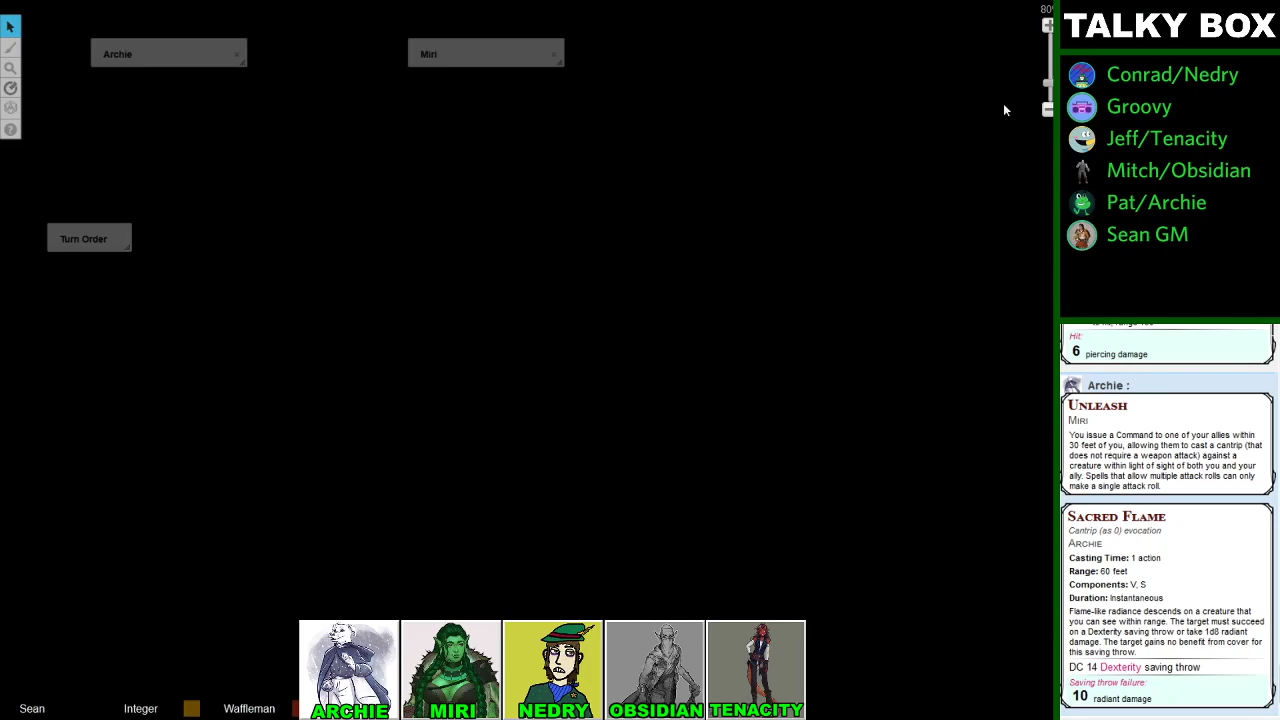 80
TALKY BOX
Archie
Miri
Conrad/Nedry
Groovy
Jeff/Tenacity
Mitch/Obsidian
Pat/Archie
Sean GM
Turn Order
Hit:
6 piercing damage
Archie :
UNLEASH
MIRI
You issue a Command to one of your allies within
30 feet of you, allowing them to cast a cantrip (that
does not require a weapon attack) against a
creature within light of sight of both you and your
ally. Spells that allow multiple attack rolls can only
make a single attack roll.
SACRED FLAME
Cantrip (as 0) evocation
ARCHIE
Casting Time: 1 action
Range: 60 feet
Components: V, S
Duration: Instantaneous
Flame-like radiance descends on a creature that
you can see within range. The target must succeed
on a Dexterity saving throw or take 1d8 radiant
damage. The target gains no benefit from cover for
this saving throw.
DC 14 Dexterity saving throw
Saving throw failure:
10 radiant damage
Sean
Integer
Waffleman
ARCHIE
MIRI
NEDRY
OBSIDIAN
TENACITY